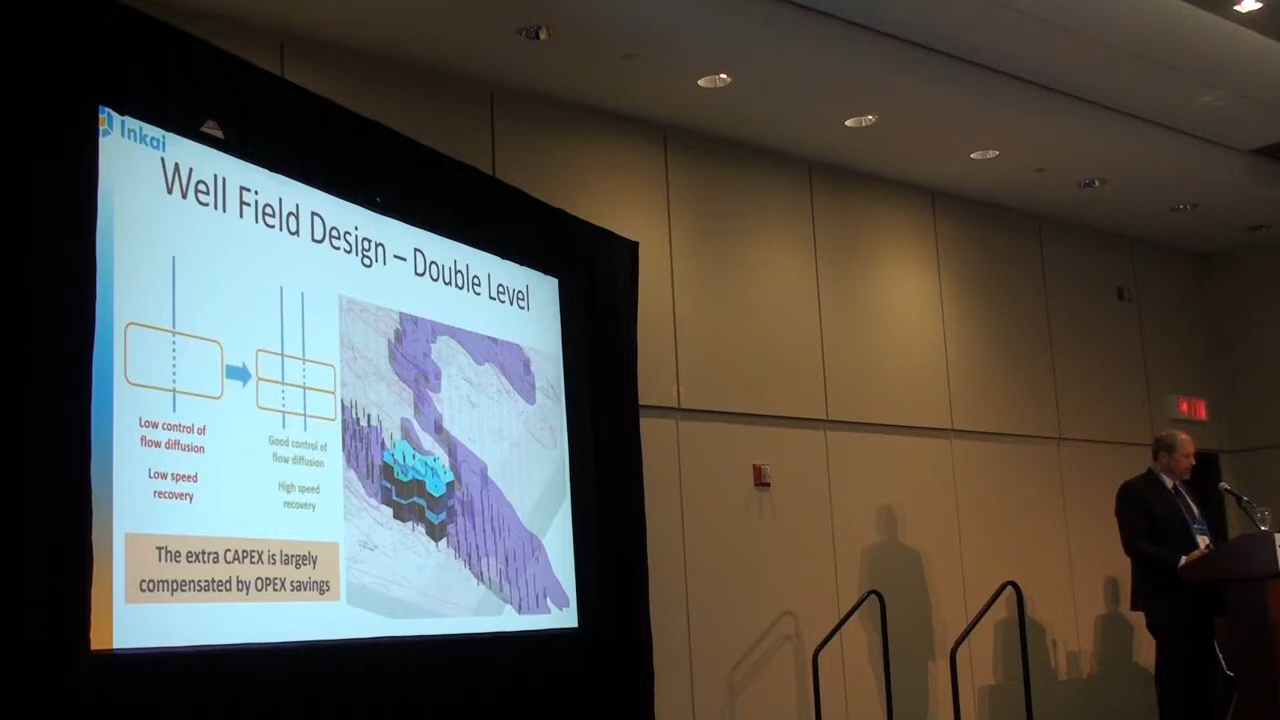 Inkai
Well Field Design – Double Level
Low control of
flow diffusion
Low speed
recovery
Good control of
flow diffusion
High speed
recovery
The extra CAPEX is largely
compensated by OPEX savings
EXIT